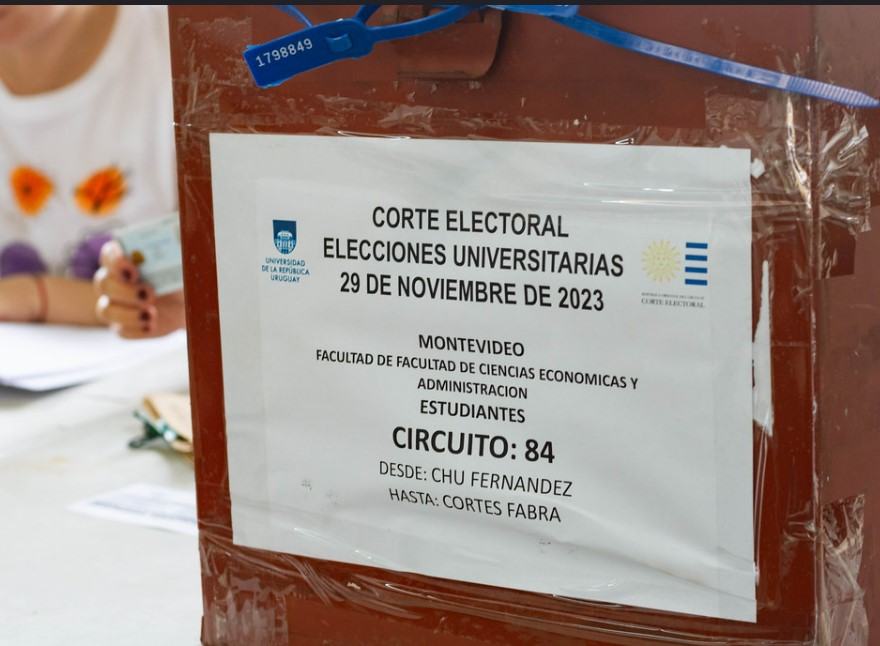 1798849
CORTE ELECTORAL
ELECCIONES UNIVERSITARIAS
29 DE NOVIEMBRE DE 2023
UNIVERSIDAD
DE LA REPÚBLICA
URUGUAY
CORTE ELECTORAL
MONTEVIDEO
FACULTAD DE FACULTAD DE CIENCIAS ECONOMICAS Y
ADMINISTRACION
ESTUDIANTES
CIRCUITO: 84
DESDE: CHU FERNANDEZ
HASTA: CORTES FABRA